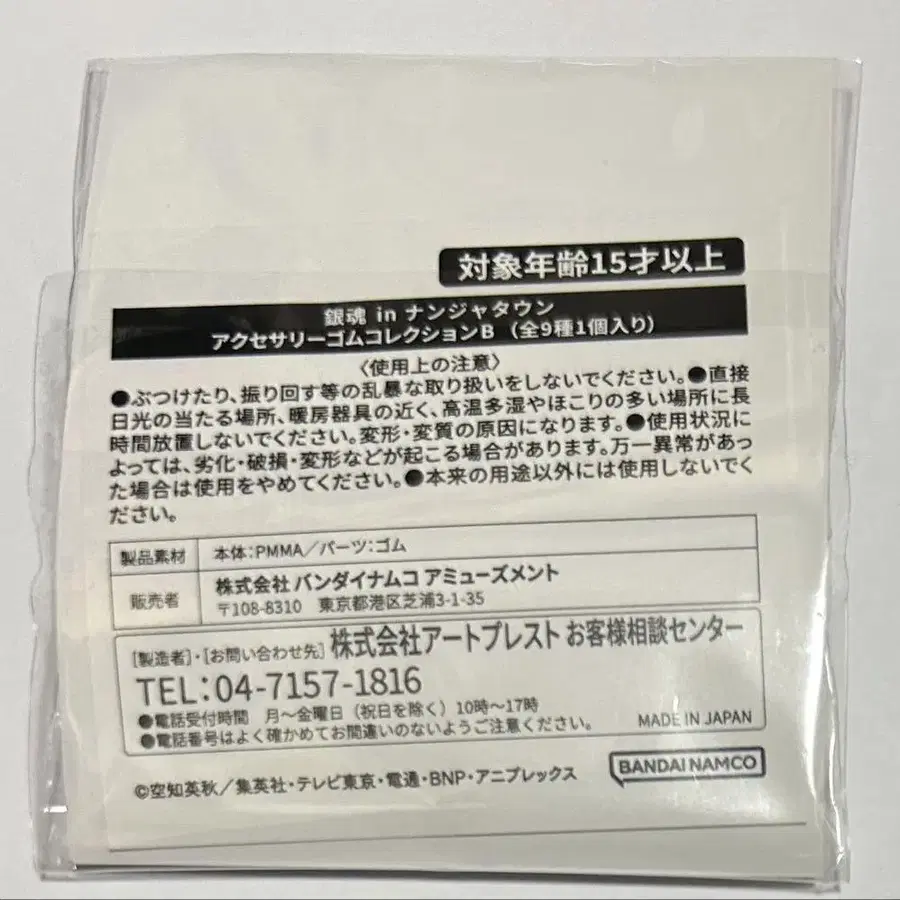 対象年齢15才以上
銀魂 in ナンジャタウン
アクセサリーゴムコレクションB (全9種1個入り)
〈使用上の注意〉
●ぶつけたり、振り回す等の乱暴な取り扱いをしないでください。●直接
日光の当たる場所、暖房器具の近く、高温多湿やほこりの多い場所に長
時間放置しないでください。変形・変質の原因になります。●使用状況に
よっては、劣化・破損・変形などが起こる場合があります。万一異常があっ
た場合は使用をやめてください。●本来の用途以外には使用しないでく
ださい。
製品素材 本体:PMMA/パーツ:ゴム
販売者 株式会社 バンダイナムコ アミューズメント
〒108-8310 東京都港区芝浦3-1-35
[製造者]・[お問い合わせ先] 株式会社アートプレスト お客様相談センター
TEL:04-7157-1816
●電話受付時間 月～金曜日(祝日を除く)10時～17時
●電話番号はよく確かめてお間違いのないようご注意ください。 MADE IN JAPAN
©空知英秋/集英社・テレビ東京・電通・BNP・アニプレックス
BANDAI NAMCO